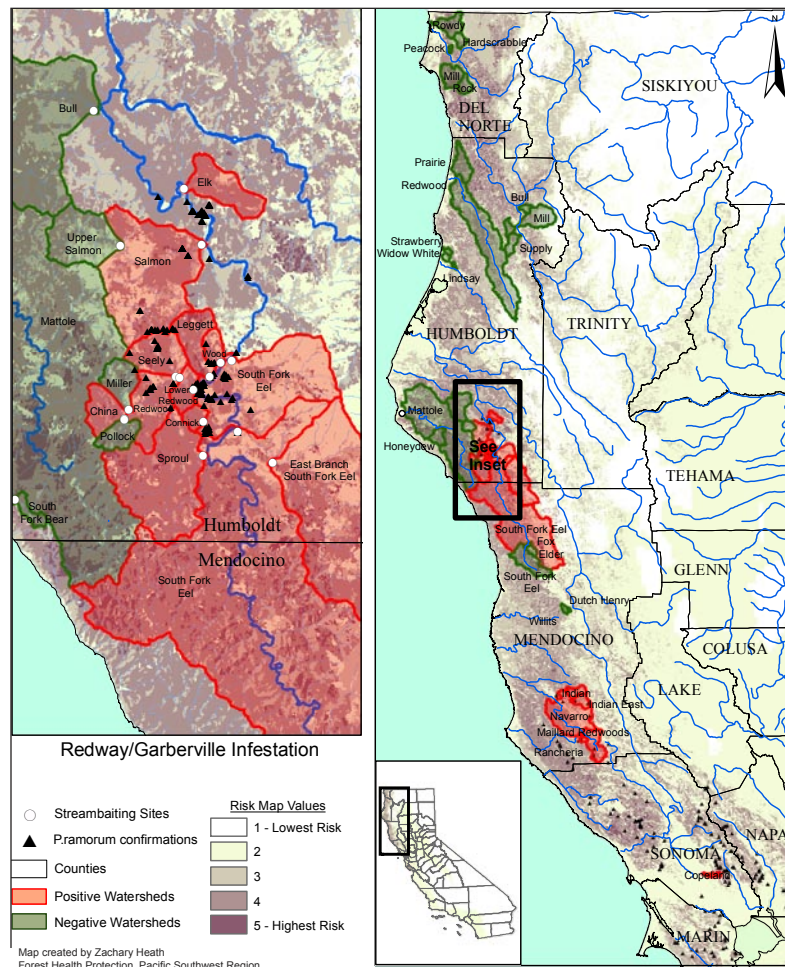 Bull
Elk
Upper
Salmon
Salmon
Mattole
Leggett
Seely
Wood
South Fork
Eel
Miller
Lower
Redwood
China
Redwood
Connick
Pollock
Sproul
East Branch
South Fork Eel
South
Fork Bear
Humboldt
Mendocino
South Fork
Eel
Redway/Garberville Infestation
Streambaiting Sites
P.ramorum confirmations
Counties
Positive Watersheds
Negative Watersheds
Risk Map Values
1 - Lowest Risk
2
3
4
5 - Highest Risk
Map created by Zachary Heath
Forest Health Protection, Pacific Southwest Region
N
Rowdy
Hardscrabble
Peacock
Mill
Rock
DEL
NORTE
SISKIYOU
Prairie
Redwood
Bull
Mill
Strawberry
Widow White
Supply
Lindsay
HUMBOLDT
TRINITY
Mattole
Honeydew
See
Inset
TEHAMA
South Fork Eel
Fox
Elder
South Fork
Eel
GLENN
Dutch Henry
Willits
MENDOCINO
COLUSA
LAKE
Indian
Indian East
Navarro
Maillard Redwoods
Rancheria
NAPA
SONOMA
Copeland
MARIN